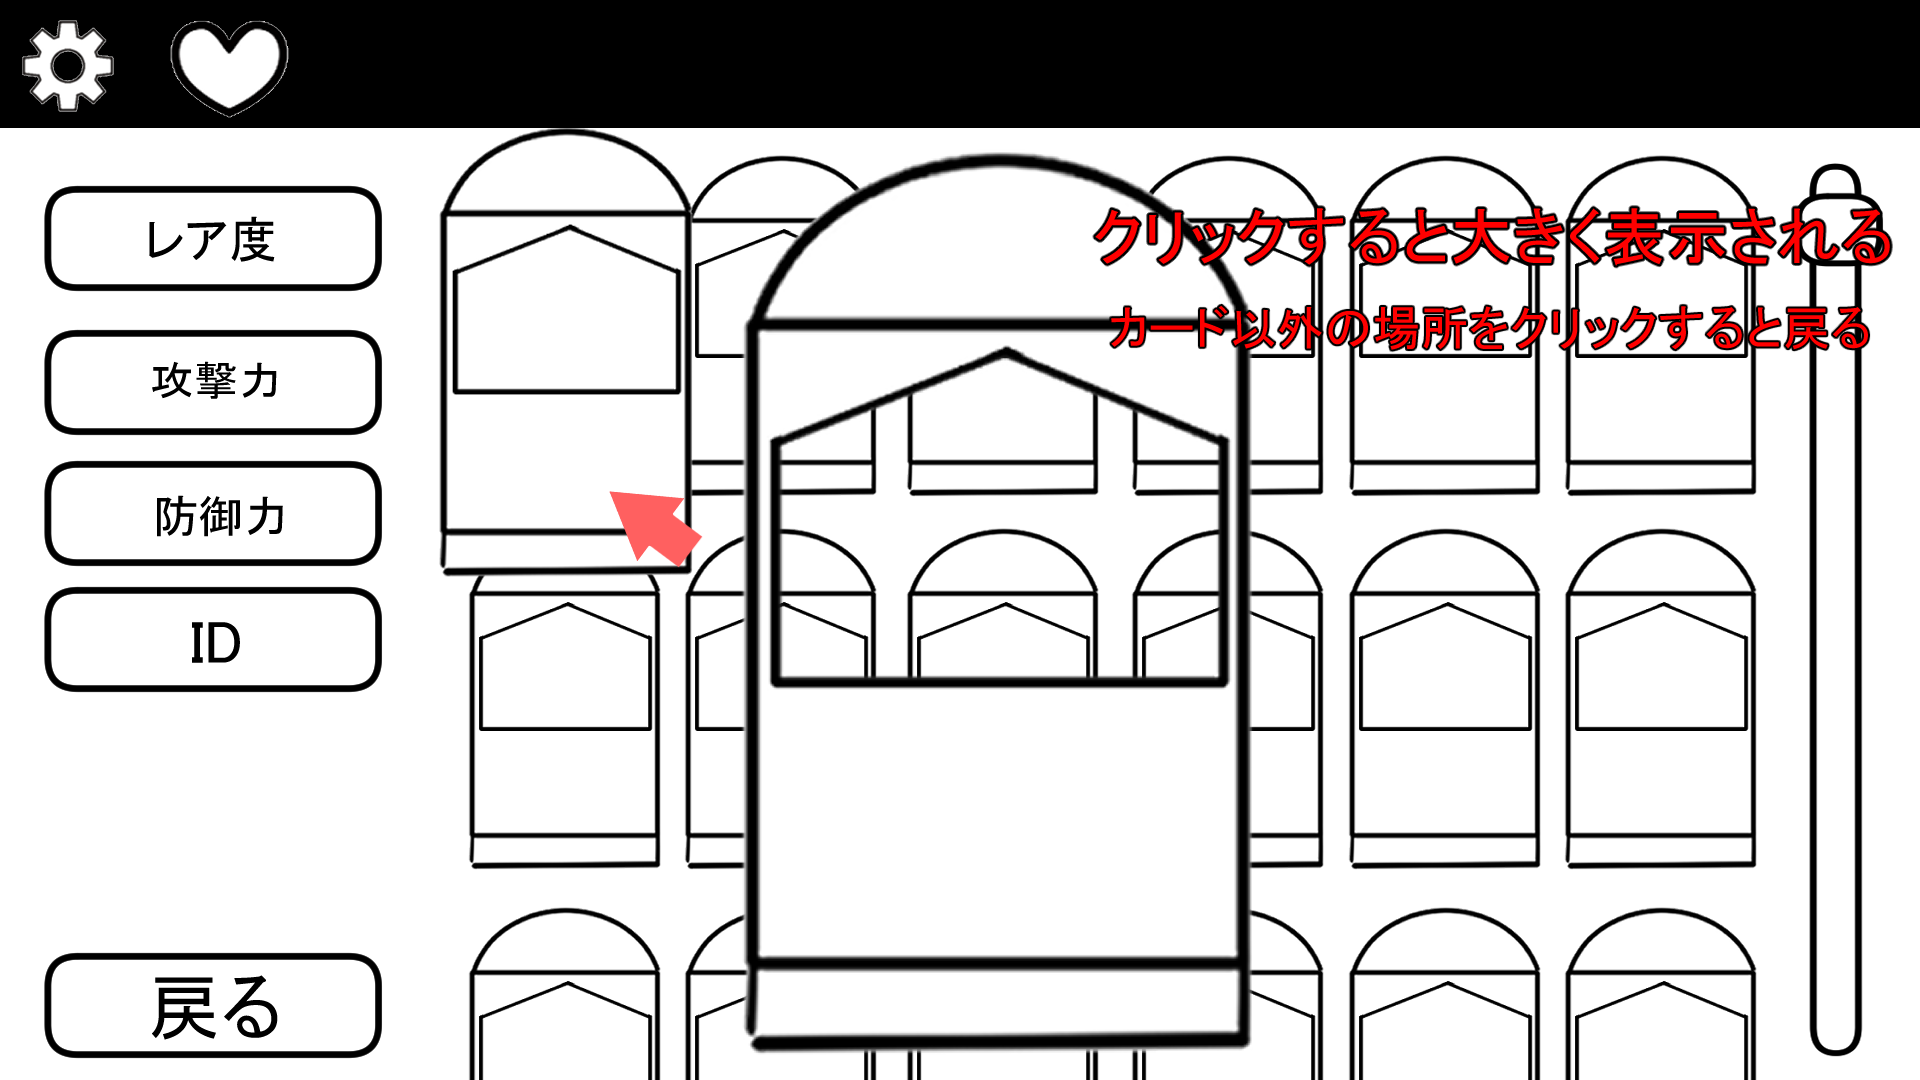 レア度
攻撃力
防御力
ID
戻る
クリックすると大きく表示される
カード以外の場所をクリックすると戻る